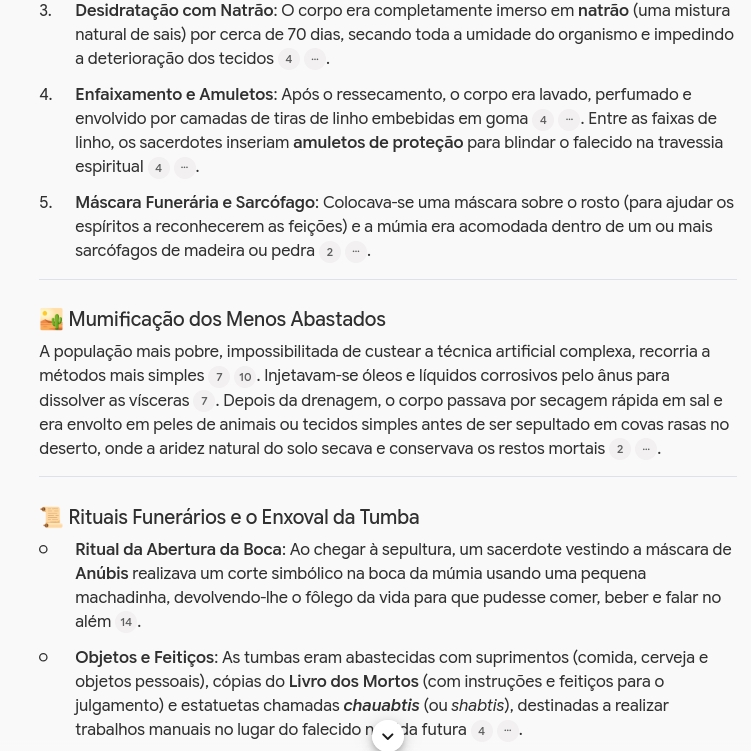 3. Desidratação com Natrão: O corpo era completamente imerso em natrão (uma mistura
natural de sais) por cerca de 70 dias, secando toda a umidade do organismo e impedindo
a deterioração dos tecidos 4 ... .
4. Enfaixamento e Amuletos: Após o ressecamento, o corpo era lavado, perfumado e
envolvido por camadas de tiras de linho embebidas em goma 4 ... . Entre as faixas de
linho, os sacerdotes inseriam amuletos de proteção para blindar o falecido na travessia
espiritual 4 ... .
5. Máscara Funerária e Sarcófago: Colocava-se uma máscara sobre o rosto (para ajudar os
espíritos a reconhecerem as feições) e a múmia era acomodada dentro de um ou mais
sarcófagos de madeira ou pedra 2 ... .
🏜️ Mumificação dos Menos Abastados
A população mais pobre, impossibilitada de custear a técnica artificial complexa, recorria a
métodos mais simples 7 10 . Injetavam-se óleos e líquidos corrosivos pelo ânus para
dissolver as vísceras 7 . Depois da drenagem, o corpo passava por secagem rápida em sal e
era envolto em peles de animais ou tecidos simples antes de ser sepultado em covas rasas no
deserto, onde a aridez natural do solo secava e conservava os restos mortais 2 ... .
📜 Rituais Funerários e o Enxoval da Tumba
Ritual da Abertura da Boca: Ao chegar à sepultura, um sacerdote vestindo a máscara de
Anúbis realizava um corte simbólico na boca da múmia usando uma pequena
machadinha, devolvendo-lhe o fôlego da vida para que pudesse comer, beber e falar no
além 14 .
Objetos e Feitiços: As tumbas eram abastecidas com suprimentos (comida, cerveja e
objetos pessoais), cópias do Livro dos Mortos (com instruções e feitiços para o
julgamento) e estatuetas chamadas chauabtis (ou shabtis), destinadas a realizar
trabalhos manuais no lugar do falecido futura 4 ... .